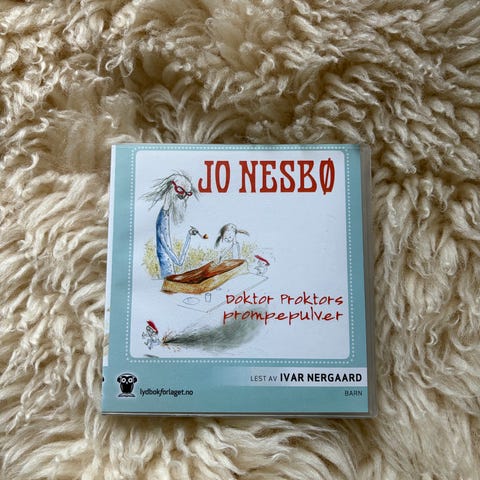 JO NESBØ
Doktor Proktors
prompepulver
LEST AV IVAR NERGAARD
lydbokforlaget.no
BARN